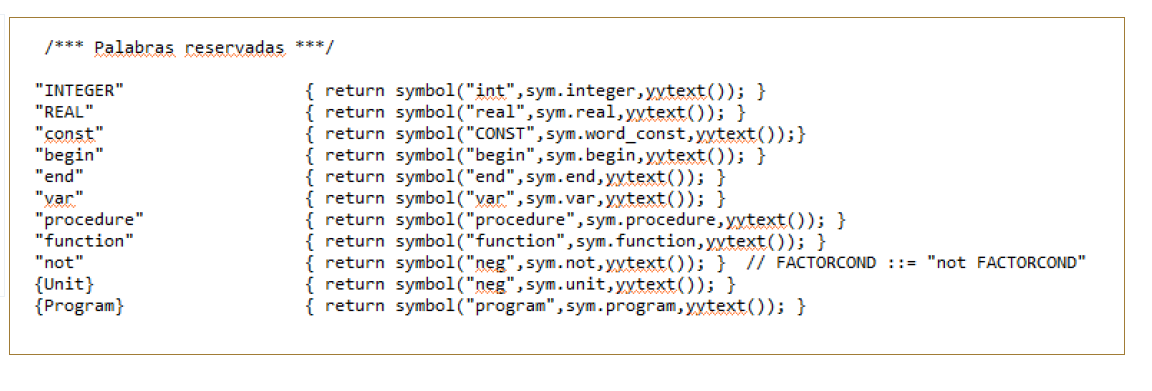 /*** Palabras reservadas ***/
"INTEGER" { return symbol("int",sym.integer,yytext()); }
"REAL" { return symbol("real",sym.real,yytext()); }
"const" { return symbol("CONST",sym.word_const,yytext());}
"begin" { return symbol("begin",sym.begin,yytext()); }
"end" { return symbol("end",sym.end,yytext()); }
"var" { return symbol("var",sym.var,yytext()); }
"procedure" { return symbol("procedure",sym.procedure,yytext()); }
"function" { return symbol("function",sym.function,yytext()); }
"not" { return symbol("neg",sym.not,yytext()); } // FACTORCOND ::= "not FACTORCOND"
{Unit} { return symbol("neg",sym.unit,yytext()); }
{Program} { return symbol("program",sym.program,yytext()); }